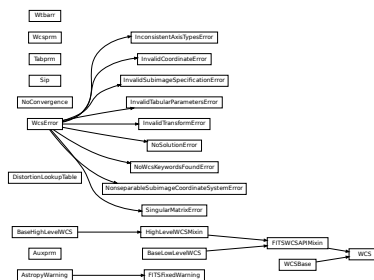 Wtbarr
Wcsprm
InconsistentAxisTypesError
Tabprm
InvalidCoordinateError
Sip
InvalidSubimageSpecificationError
NoConvergence
InvalidTabularParametersError
WcsError
InvalidTransformError
NoSolutionError
NoWcsKeywordsFoundError
DistortionLookupTable
NonseparableSubimageCoordinateSystemError
SingularMatrixError
BaseHighLevelWCS
HighLevelWCSMixin
FITSWCSAPIMixin
Auxprm
BaseLowLevelWCS
WCS
WCSBase
AstropyWarning
FITSFixedWarning